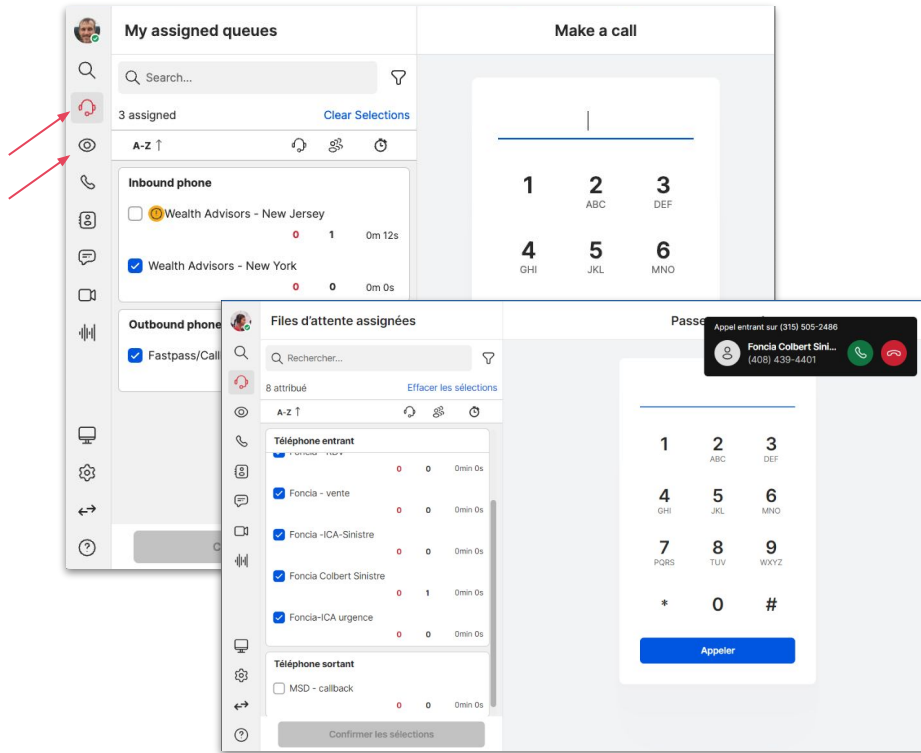 My assigned queues
Make a call
Search...
3 assigned
Clear Selections
A-Z ↑
Inbound phone
Wealth Advisors - New Jersey
0 1 0m 12s
Wealth Advisors - New York
0 0 0m 0s
Outbound phone
Fastpass/Call
1
2 ABC
3 DEF
4 GHI
5 JKL
6 MNO
Files d'attente assignées
Passe
Rechercher...
8 attribué
Effacer les sélections
A-Z ↑
Téléphone entrant
0 0 0min 0s
Foncia - vente
0 0 0min 0s
Foncia -ICA-Sinistre
0 0 0min 0s
Foncia Colbert Sinistre
0 1 0min 0s
Foncia-ICA urgence
0 0 0min 0s
Téléphone sortant
MSD - callback
0 0 0min 0s
Confirmer les sélections
Appel entrant sur (315) 505-2486
Foncia Colbert Sini...
(408) 439-4401
1
2 ABC
3 DEF
4 GHI
5 JKL
6 MNO
7 PQRS
8 TUV
9 WXYZ
* 0 #
Appeler